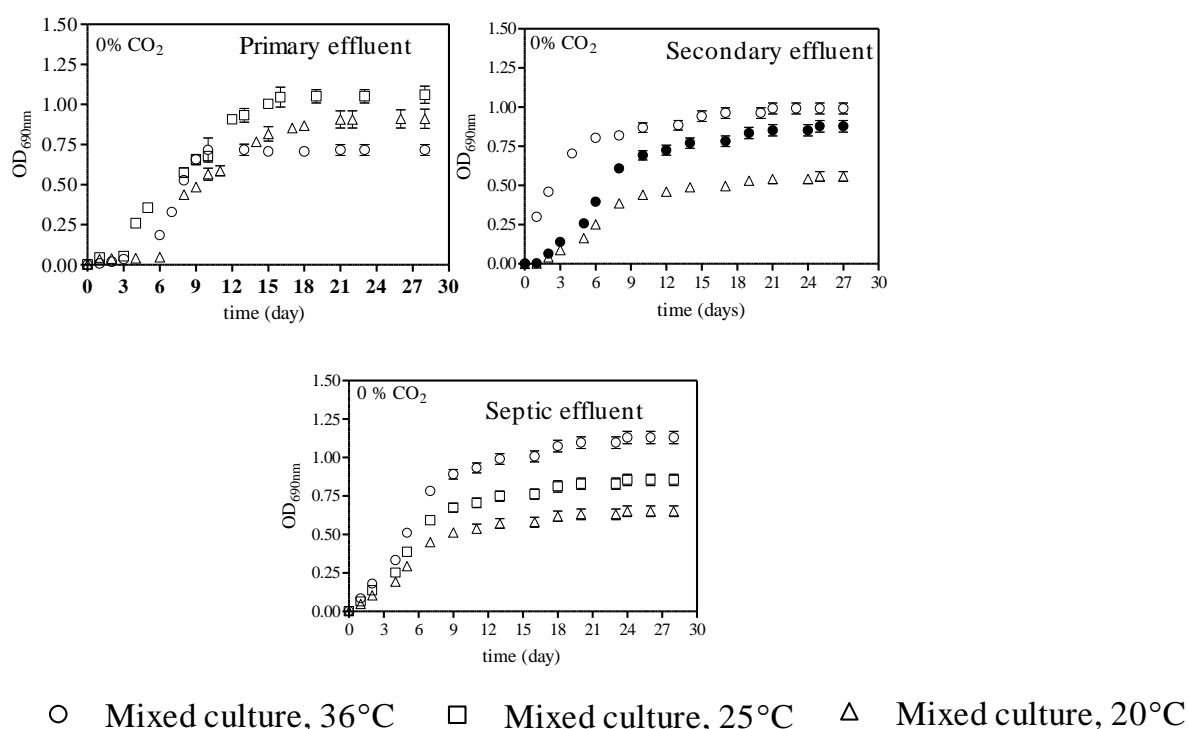 0% CO₂
Primary effluent
OD₆₉₀nm
1.50
1.25
1.00
0.75
0.50
0.25
0.00
0 3 6 9 12 15 18 21 24 27 30
time (day)
0% CO₂
Secondary effluent
OD₆₉₀nm
1.50
1.25
1.00
0.75
0.50
0.25
0.00
0 3 6 9 12 15 18 21 24 27 30
time (days)
0 % CO₂
Septic effluent
OD₆₉₀nm
1.50
1.25
1.00
0.75
0.50
0.25
0.00
0 3 6 9 12 15 18 21 24 27 30
time (day)
Mixed culture, 36°C Mixed culture, 25°C Mixed culture, 20°C